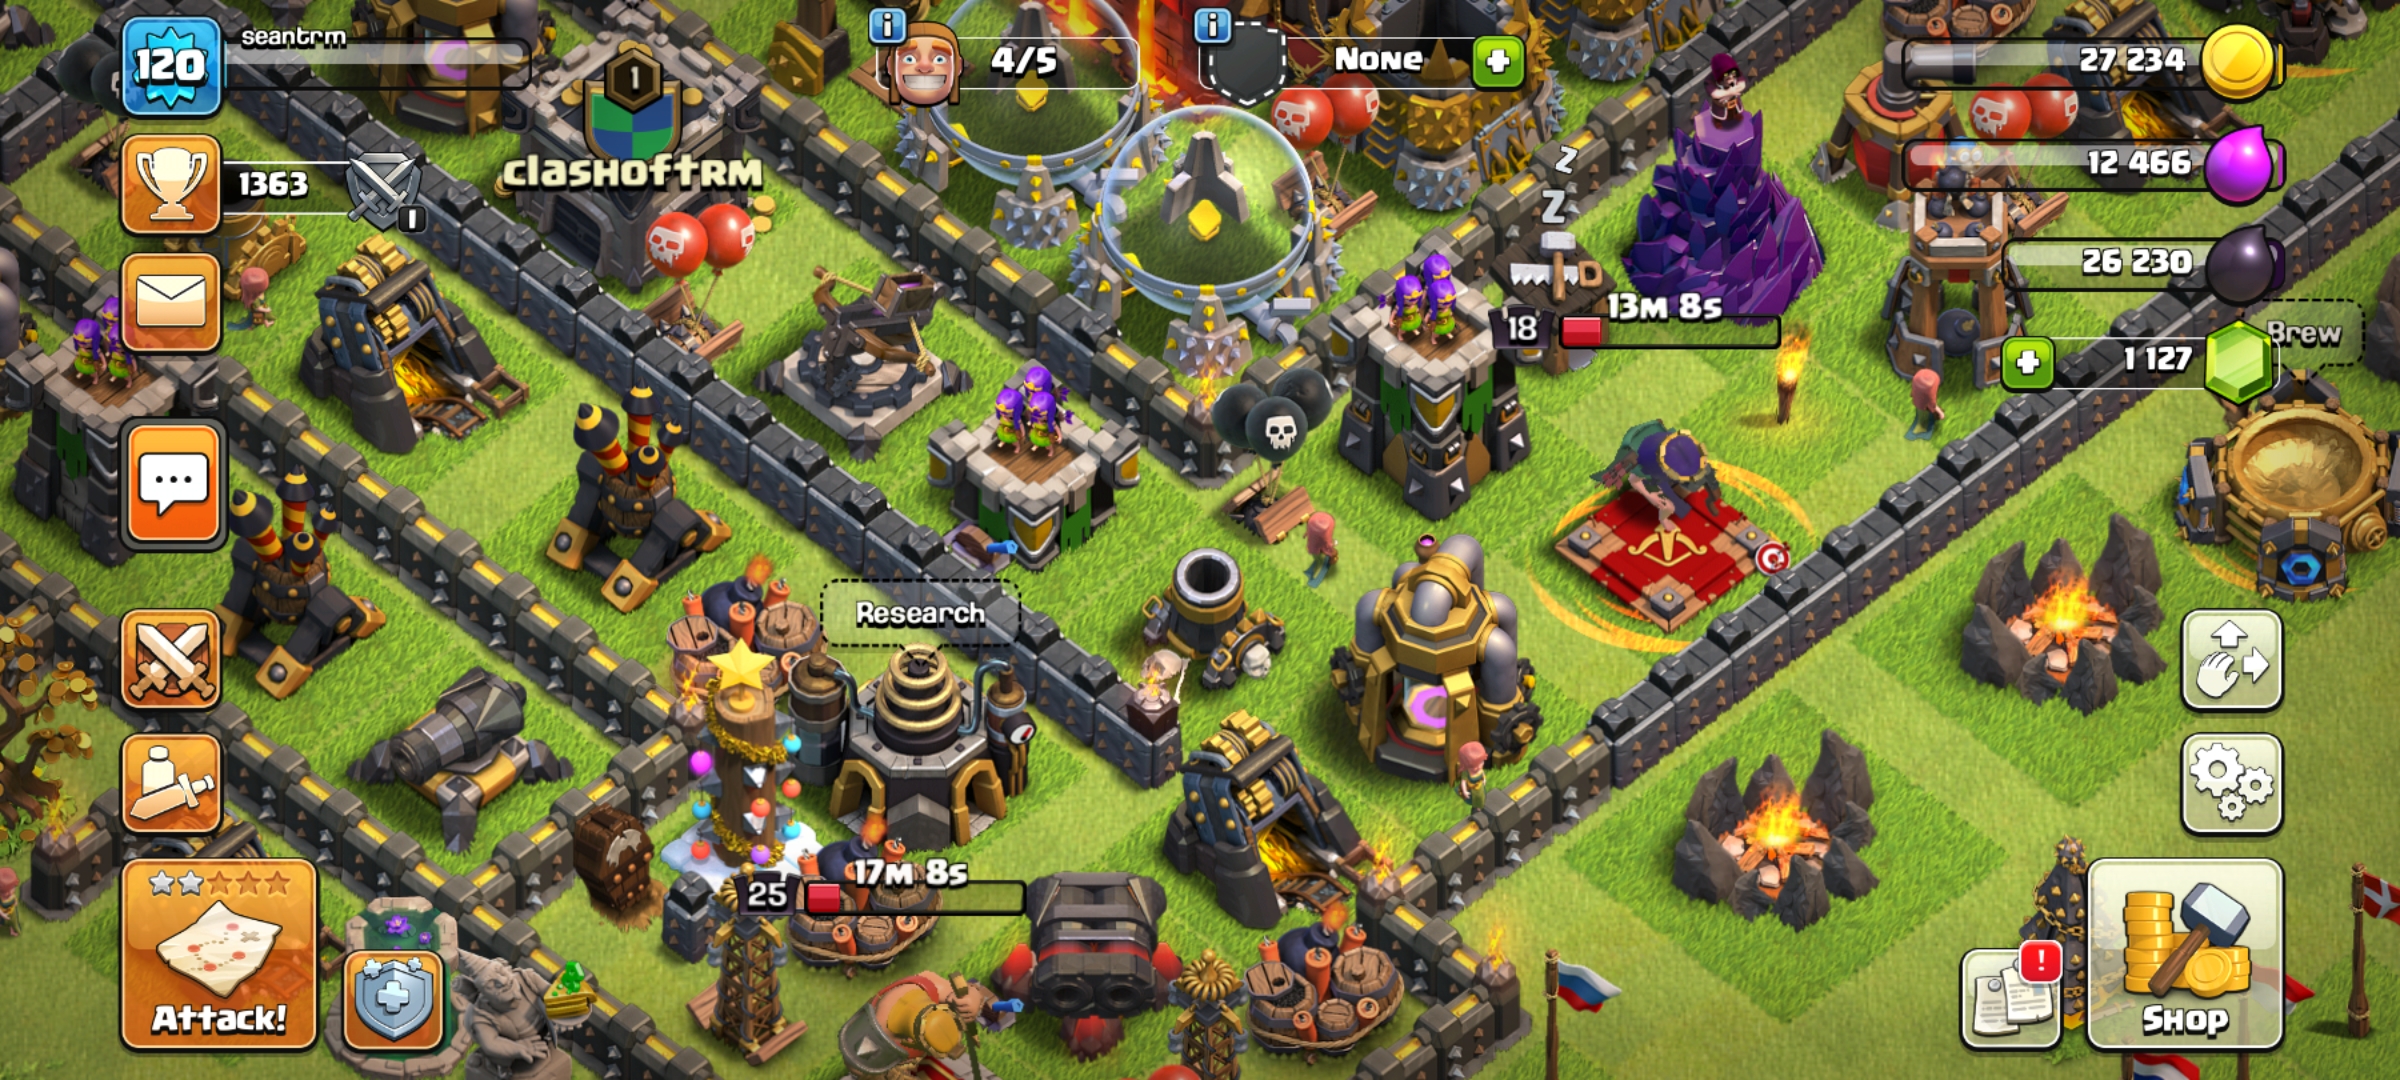 120
seantrm
1
clashoftRM
1363
I
i
4/5
i
None
27 234
12 466
26 230
1 127
Brew
Z
Z
13m 8s
18
Research
17m 8s
25
Attack!
!
Shop